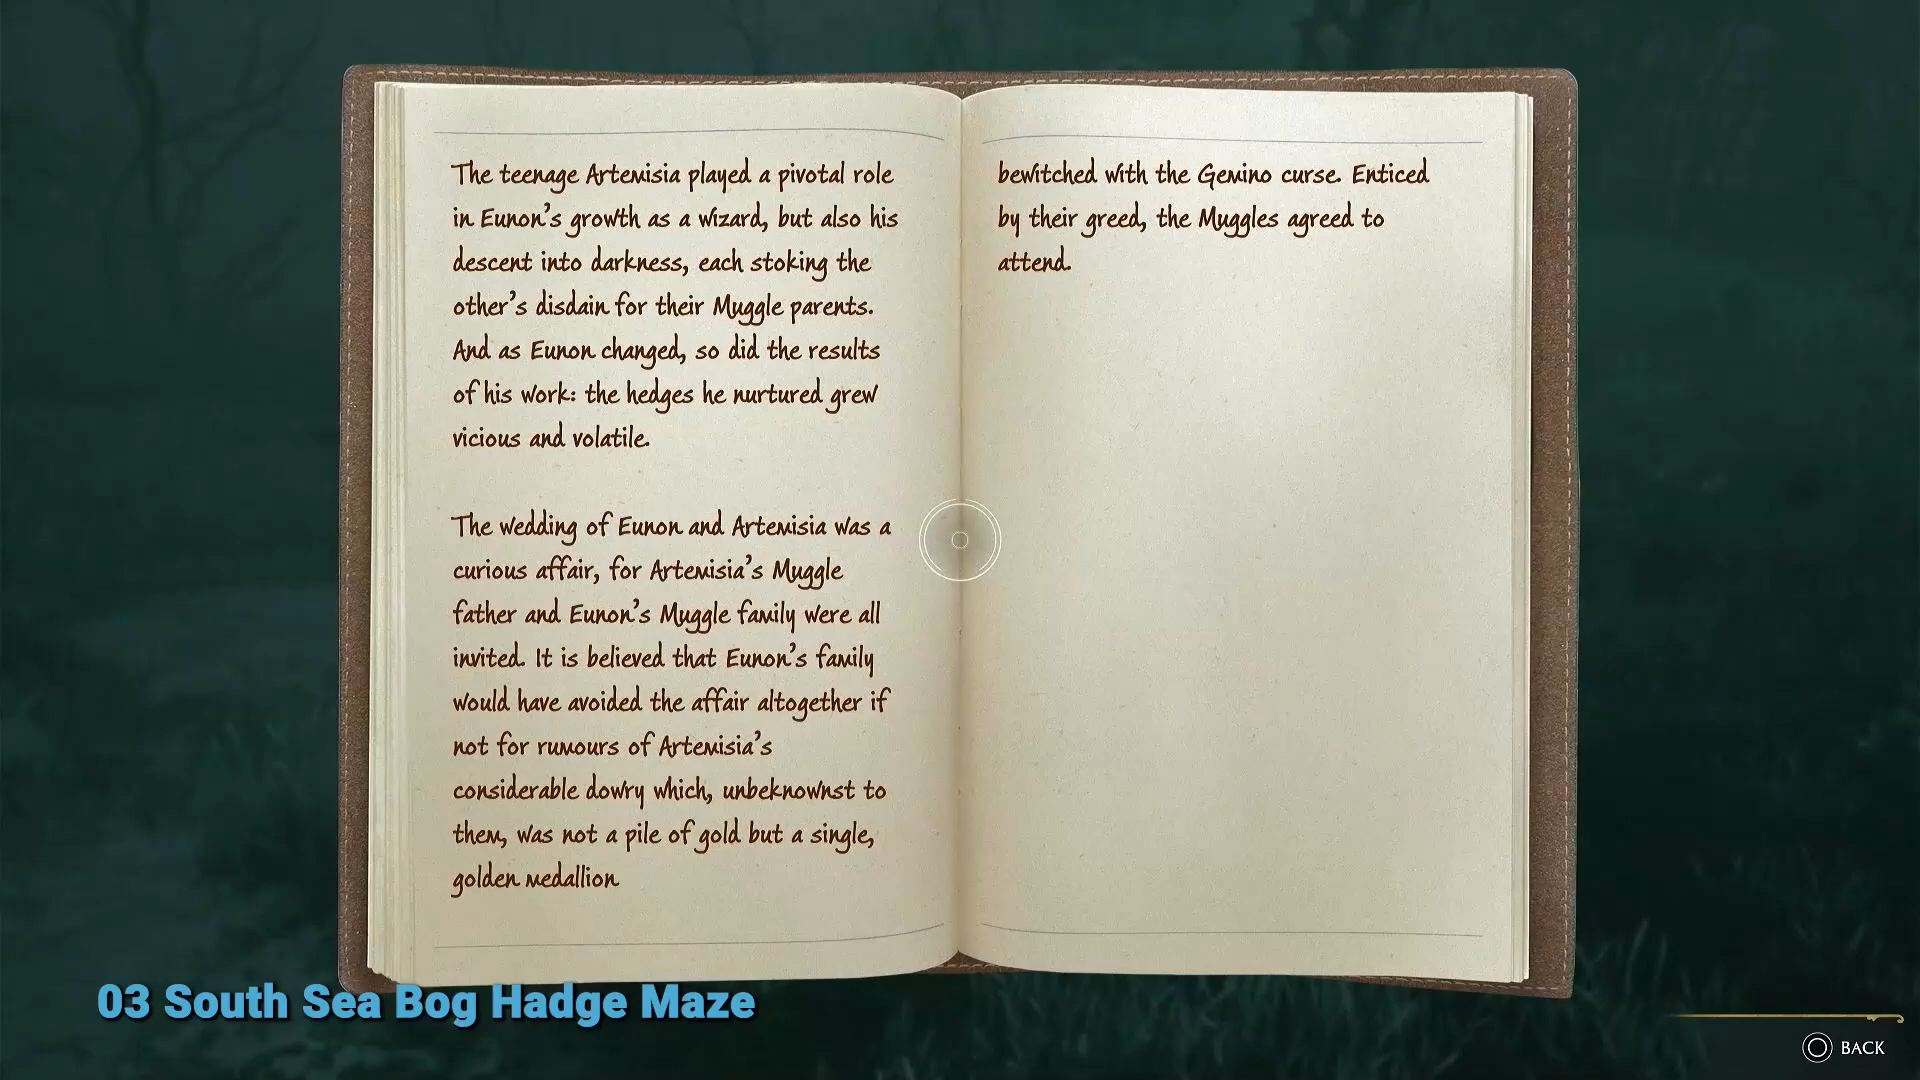 The teenage Artemisia played a pivotal role
in Eunon's growth as a wizard, but also his
descent into darkness, each stoking the
other's disdain for their Muggle parents.
And as Eunon changed, so did the results
of his work: the hedges he nurtured grew
vicious and volatile.
The wedding of Eunon and Artemisia was a
curious affair, for Artemisia's Muggle
father and Eunon's Muggle family were all
invited. It is believed that Eunon's family
would have avoided the affair altogether if
not for rumours of Artemisia's
considerable dowry which, unbeknownst to
them, was not a pile of gold but a single,
golden medallion
bewitched with the Gemino curse. Enticed
by their greed, the Muggles agreed to
attend.
03 South Sea Bog Hadge Maze
BACK